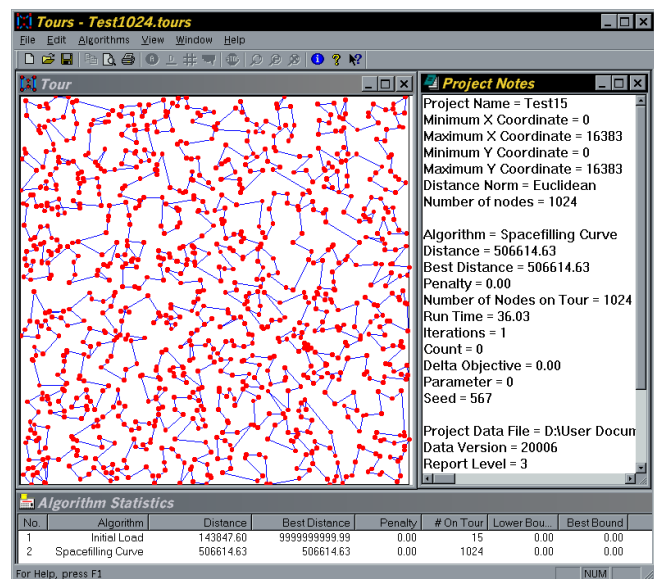 Tours - Test1024.tours
File Edit Algorithms View Window Help
Tour
Project Notes
Project Name = Test15
Minimum X Coordinate = 0
Maximum X Coordinate = 16383
Minimum Y Coordinate = 0
Maximum Y Coordinate = 16383
Distance Norm = Euclidean
Number of nodes = 1024
Algorithm = Spacefilling Curve
Distance = 506614.63
Best Distance = 506614.63
Penalty = 0.00
Number of Nodes on Tour = 1024
Run Time = 36.03
Iterations = 1
Count = 0
Delta Objective = 0.00
Parameter = 0
Seed = 567
Project Data File = D:\User Docum
Data Version = 20006
Report Level = 3
Algorithm Statistics
No. Algorithm Distance Best Distance Penalty # On Tour Lower Bou... Best Bound
1 Initial Load 143847.60 9999999999.99 0.00 15 0.00 0.00
2 Spacefilling Curve 506614.63 506614.63 0.00 1024 0.00 0.00
For Help, press F1
NUM